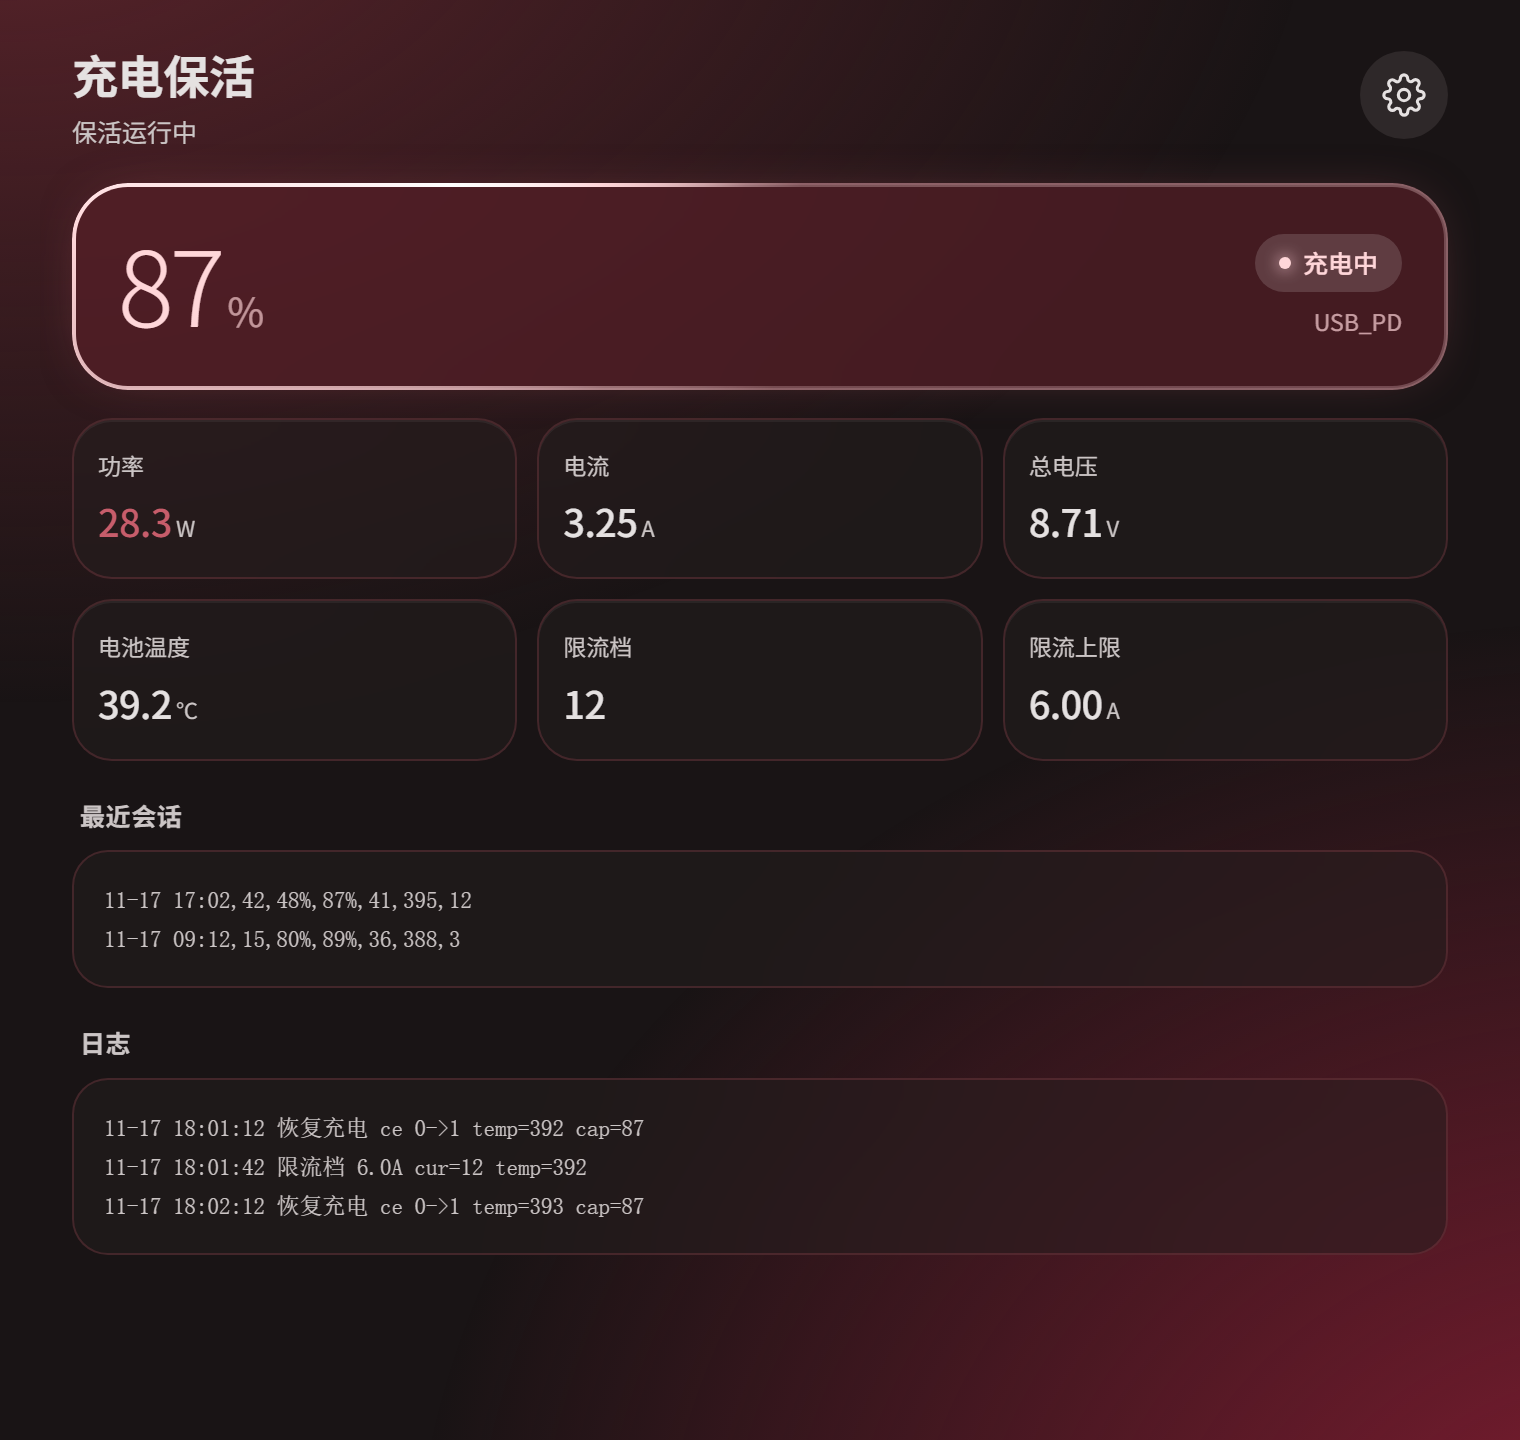 充电保活
保活运行中
87%
充电中
USB_PD
功率
28.3W
电流
3.25A
总电压
8.71V
电池温度
39.2℃
限流档
12
限流上限
6.00A
最近会话
11-17 17:02,42,48%,87%,41,395,12
11-17 09:12,15,80%,89%,36,388,3
日志
11-17 18:01:12 恢复充电 ce 0->1 temp=392 cap=87
11-17 18:01:42 限流档 6.0A cur=12 temp=392
11-17 18:02:12 恢复充电 ce 0->1 temp=393 cap=87